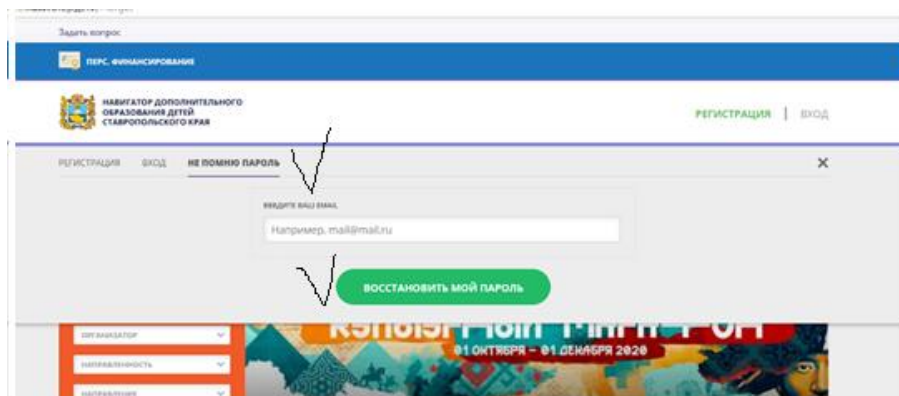 Задать вопрос
ПЕРС. ФИНАНСИРОВАНИЕ
НАВИГАТОР ДОПОЛНИТЕЛЬНОГО
ОБРАЗОВАНИЯ ДЕТЕЙ
СТАВРОПОЛЬСКОГО КРАЯ
РЕГИСТРАЦИЯ | ВХОД
РЕГИСТРАЦИЯ ВХОД НЕ ПОМНЮ ПАРОЛЬ
ВВЕДИТЕ ВАШ EMAIL
Например, mail@mail.ru
ВОССТАНОВИТЬ МОЙ ПАРОЛЬ
ОРГАНИЗАТОР
01 ОКТЯБРЯ - 01 ДЕКАБРЯ 2020
НАПРАВЛЕННОСТЬ